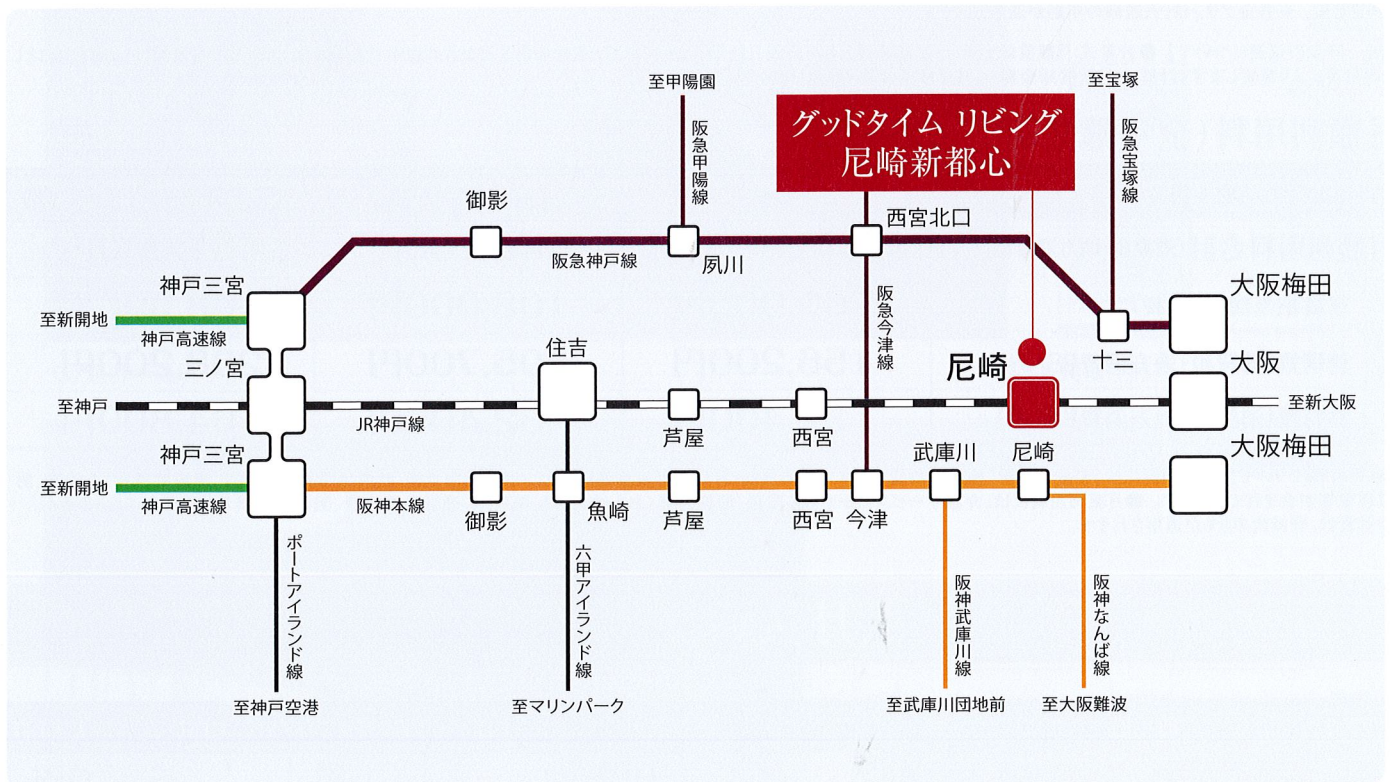 至甲陽園
至宝塚
阪急甲陽線
グッドタイム リビング
尼崎新都心
阪急宝塚線
御影
西宮北口
阪急神戸線
夙川
神戸三宮
大阪梅田
至新開地
神戸高速線
阪急今津線
十三
三ノ宮
住吉
尼崎
大阪
至神戸
JR神戸線
芦屋
西宮
至新大阪
神戸三宮
武庫川
尼崎
大阪梅田
至新開地
神戸高速線
阪神本線
御影
魚崎
芦屋
西宮
今津
ポートアイランド線
六甲アイランド線
阪神武庫川線
阪神なんば線
至神戸空港
至マリンパーク
至武庫川団地前
至大阪難波